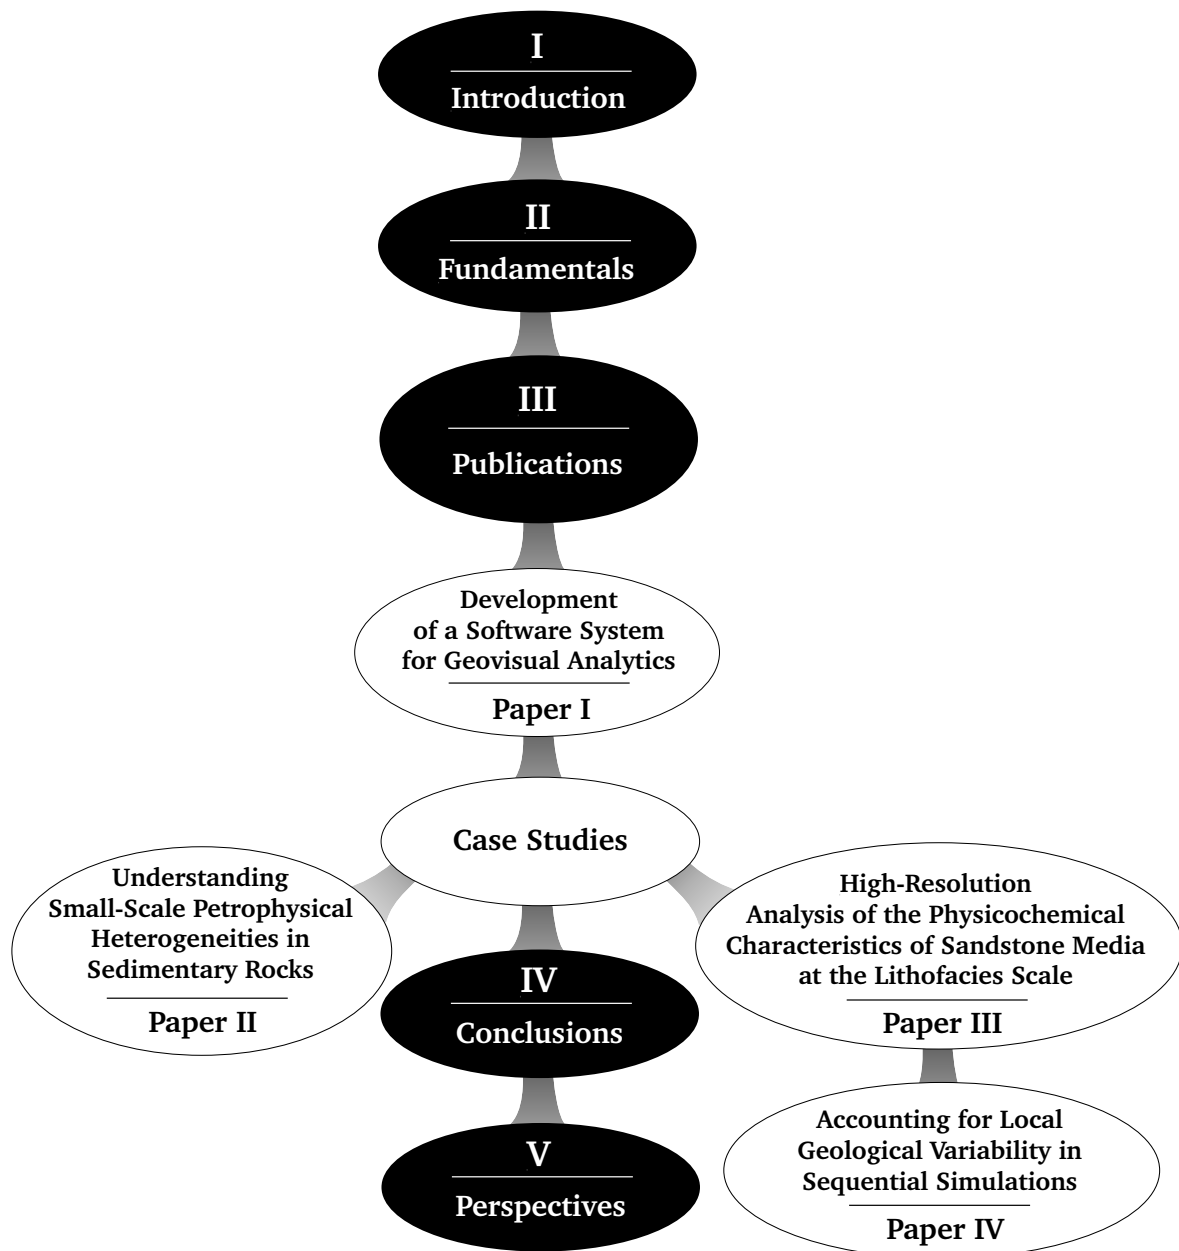 I
Introduction
II
Fundamentals
III
Publications
Development
of a Software System
for Geovisual Analytics
Paper I
Case Studies
Understanding
Small-Scale Petrophysical
Heterogeneities in
Sedimentary Rocks
Paper II
High-Resolution
Analysis of the Physicochemical
Characteristics of Sandstone Media
at the Lithofacies Scale
Paper III
Accounting for Local
Geological Variability in
Sequential Simulations
Paper IV
IV
Conclusions
V
Perspectives